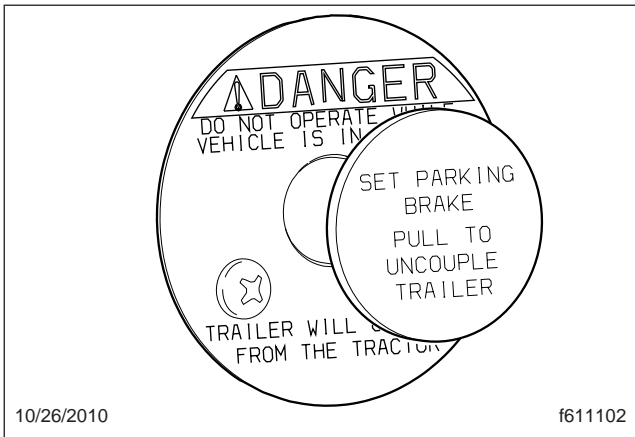 DANGER
DO NOT OPERATE
VEHICLE IS IN
SET PARKING
BRAKE
PULL TO
UNCOUPLE
TRAILER
TRAILER WILL
FROM THE TRACTOR
10/26/2010
f611102